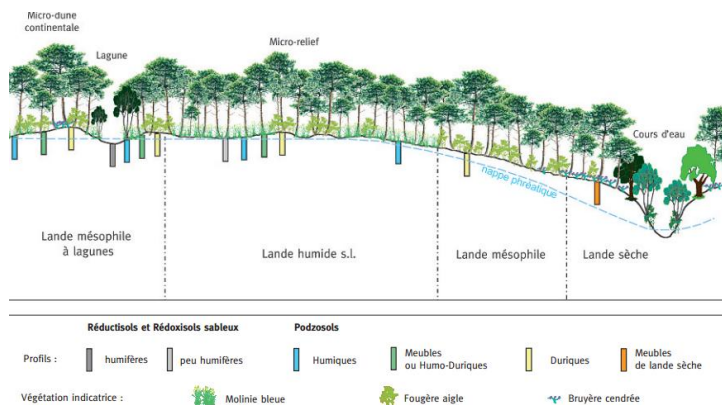 Micro-dune
continentale
Lagune
Micro-relief
Cours d'eau
nappe phréatique
Lande mésophile
à lagunes
Lande humide s.l.
Lande mésophile
Lande sèche
Réductisols et Rédoxisols sableux
Podzosols
Profils :
humifères
peu humifères
Humiques
Meubles
ou Humo-Duriques
Duriques
Meubles
de lande sèche
Végétation indicatrice :
Molinie bleue
Fougère aigle
Bruyère cendrée